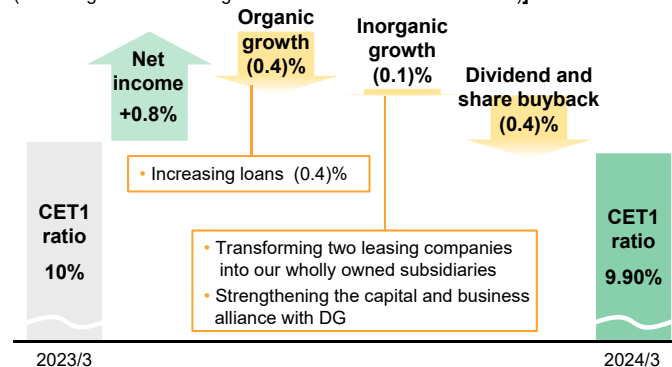 Organic
growth
(0.4)%
Inorganic
growth
(0.1)%
Net
income
+0.8%
Dividend and
share buyback
(0.4)%
• Increasing loans (0.4)%
CET1
ratio
10%
• Transforming two leasing companies
into our wholly owned subsidiaries
• Strengthening the capital and business
alliance with DG
CET1
ratio
9.90%
2023/3
2024/3